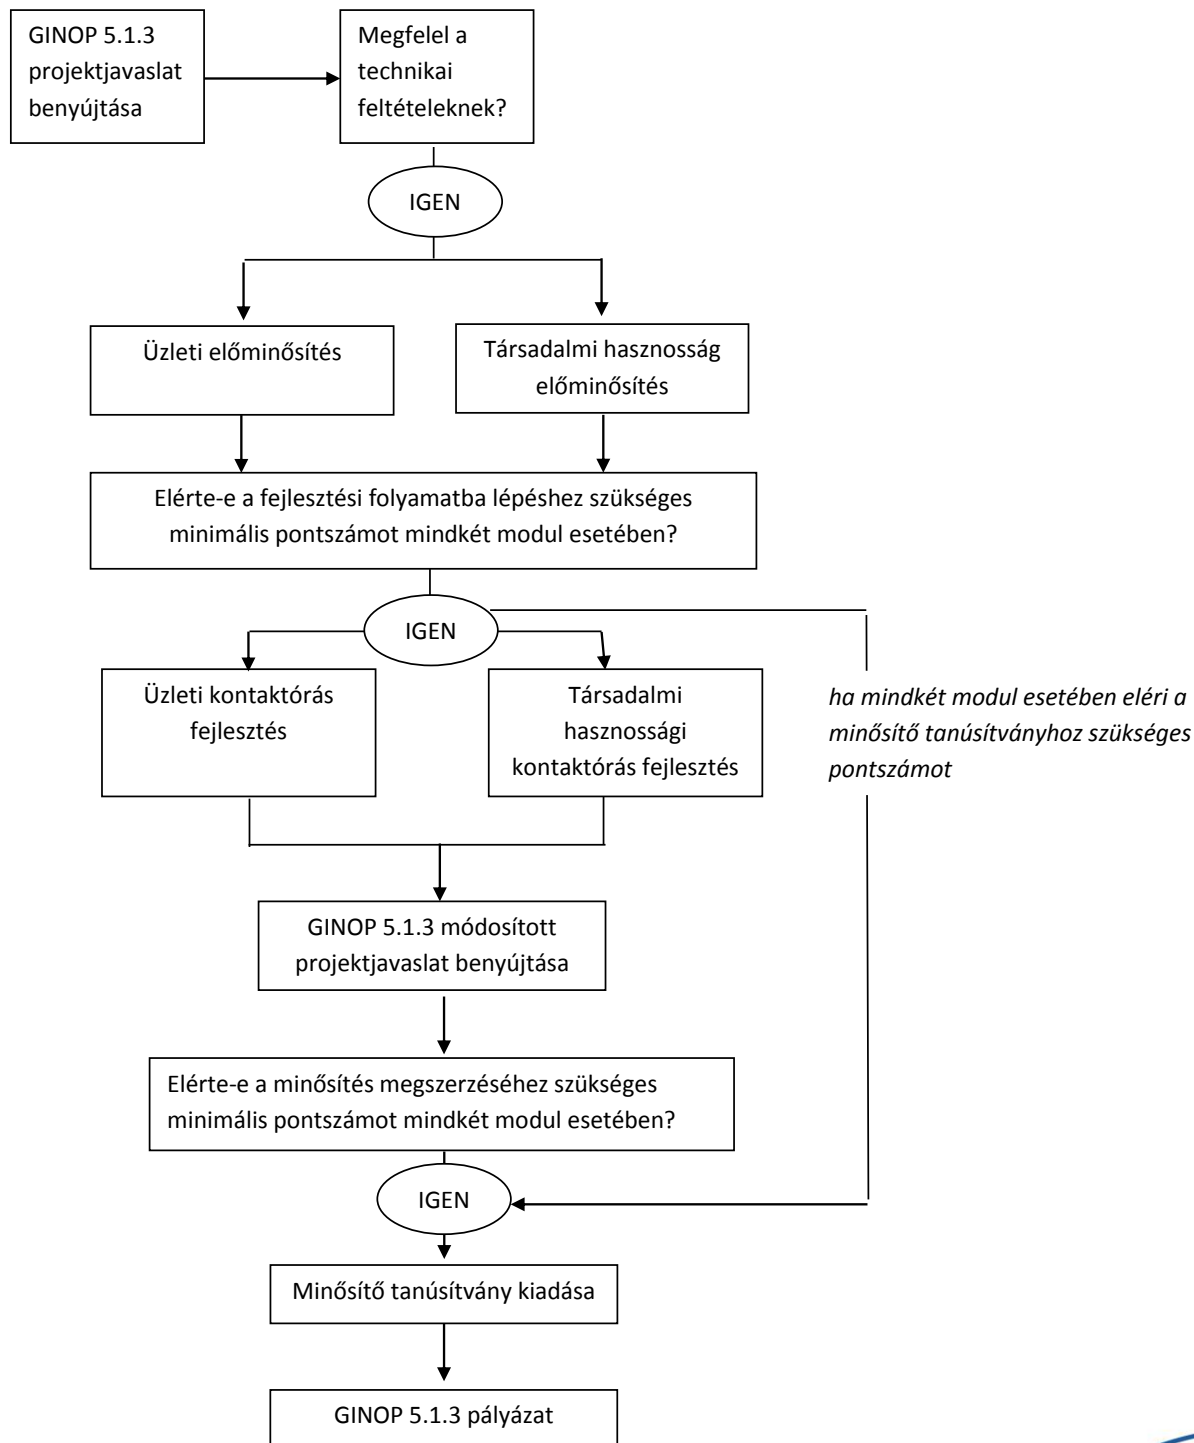 GINOP 5.1.3
projektjavaslat
benyújtása
Megfelel a
technikai
feltételeknek?
IGEN
Üzleti előminősítés
Társadalmi hasznosság
előminősítés
Elérte-e a fejlesztési folyamatba lépéshez szükséges
minimális pontszámot mindkét modul esetében?
IGEN
Üzleti kontaktórás
fejlesztés
Társadalmi
hasznossági
kontaktórás fejlesztés
ha mindkét modul esetében eléri a
minősítő tanúsítványhoz szükséges
pontszámot
GINOP 5.1.3 módosított
projektjavaslat benyújtása
Elérte-e a minősítés megszerzéséhez szükséges
minimális pontszámot mindkét modul esetében?
IGEN
Minősítő tanúsítvány kiadása
GINOP 5.1.3 pályázat